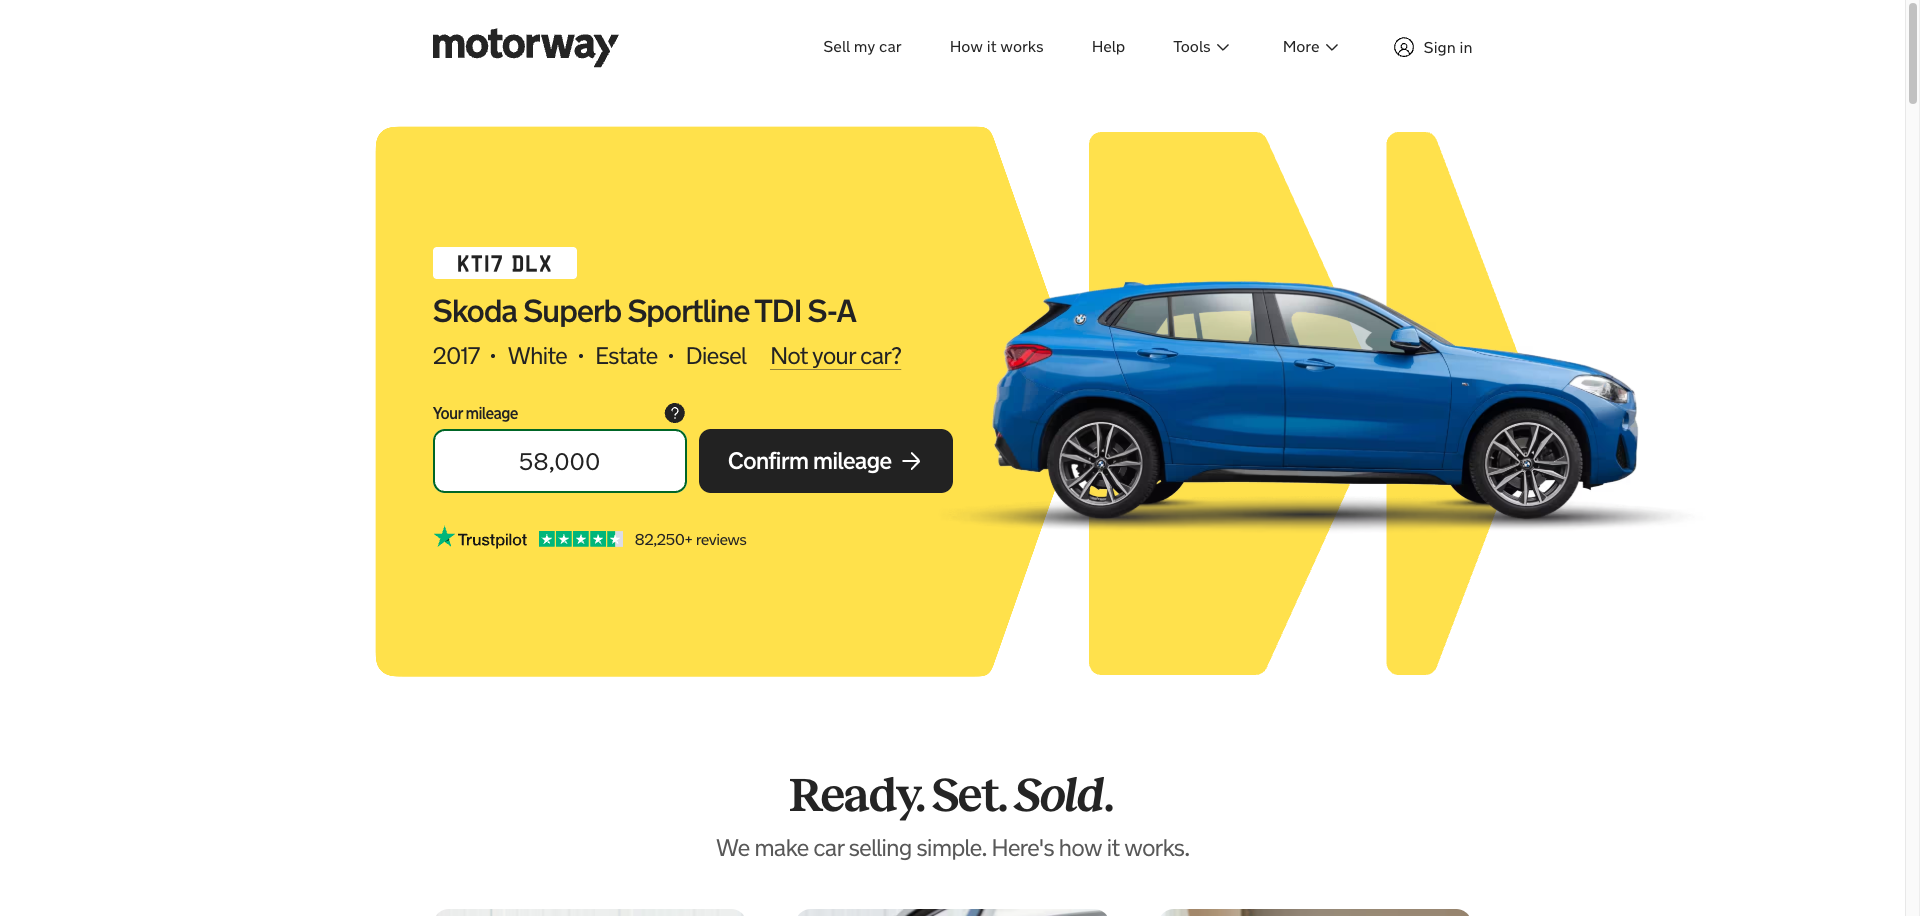 motorway
Sell my car
How it works
Help
Tools
More
Sign in
KT17 DLX
Skoda Superb Sportline TDI S-A
2017 • White • Estate • Diesel Not your car?
Your mileage ?
58,000
Confirm mileage →
Trustpilot 82,250+ reviews
Ready. Set. Sold.
We make car selling simple. Here's how it works.